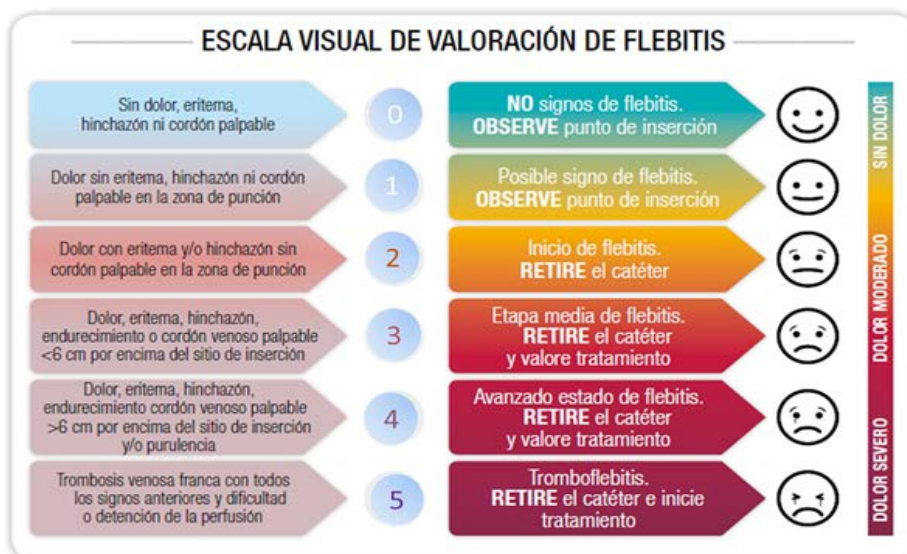 ESCALA VISUAL DE VALORACIÓN DE FLEBITIS
Sin dolor, eritema,
hinchazón ni cordón palpable
0
NO signos de flebitis.
OBSERVE punto de inserción
Dolor sin eritema, hinchazón ni cordón
palpable en la zona de punción
1
Posible signo de flebitis.
OBSERVE punto de inserción
Dolor con eritema y/o hinchazón sin
cordón palpable en la zona de punción
2
Inicio de flebitis.
RETIRE el catéter
Dolor, eritema, hinchazón,
endurecimiento o cordón venoso palpable
<6 cm por encima del sitio de inserción
3
Etapa media de flebitis.
RETIRE el catéter
y valore tratamiento
Dolor, eritema, hinchazón,
endurecimiento cordón venoso palpable
>6 cm por encima del sitio de inserción
y/o purulencia
4
Avanzado estado de flebitis.
RETIRE el catéter
y valore tratamiento
Trombosis venosa franca con todos
los signos anteriores y dificultad
o detención de la perfusión
5
Tromboflebitis.
RETIRE el catéter e inicie
tratamiento
SIN DOLOR
DOLOR MODERADO
DOLOR SEVERO